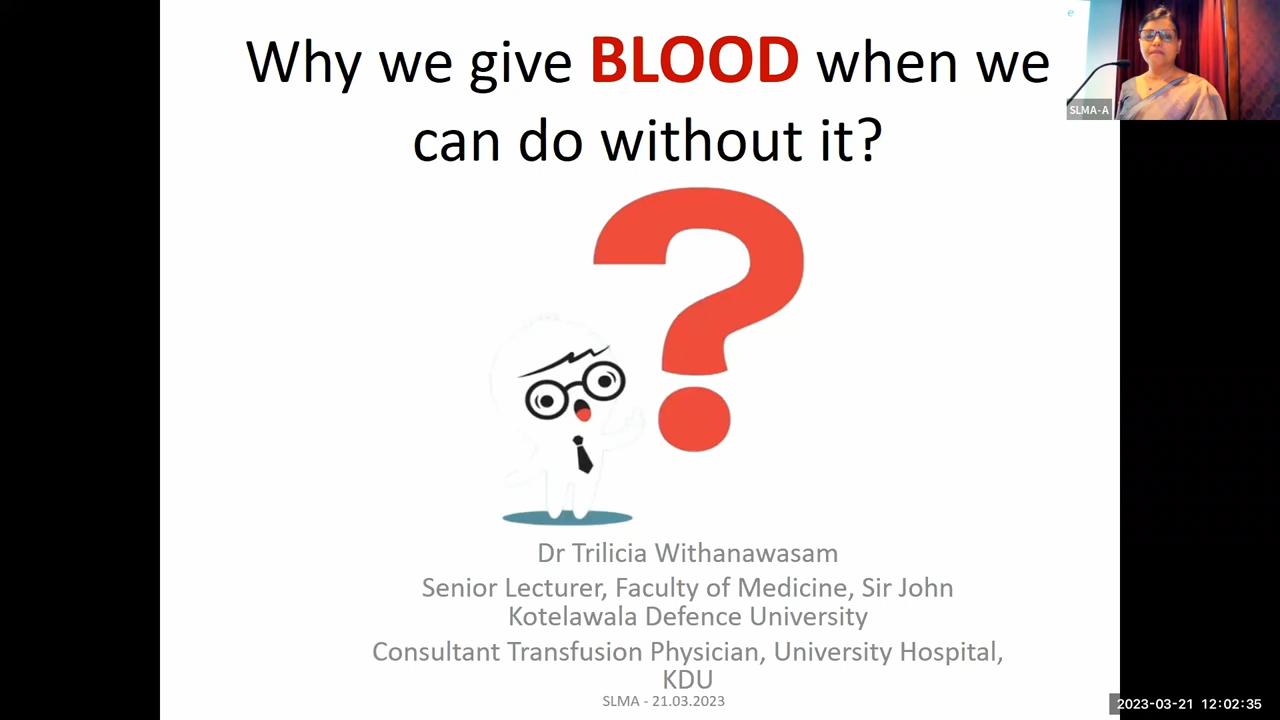 Why we give BLOOD when we
can do without it?
e
SLMA-A
Dr Trilicia Withanawasam
Senior Lecturer, Faculty of Medicine, Sir John
Kotelawala Defence University
Consultant Transfusion Physician, University Hospital,
KDU
SLMA - 21.03.2023
2023-03-21 12:02:35